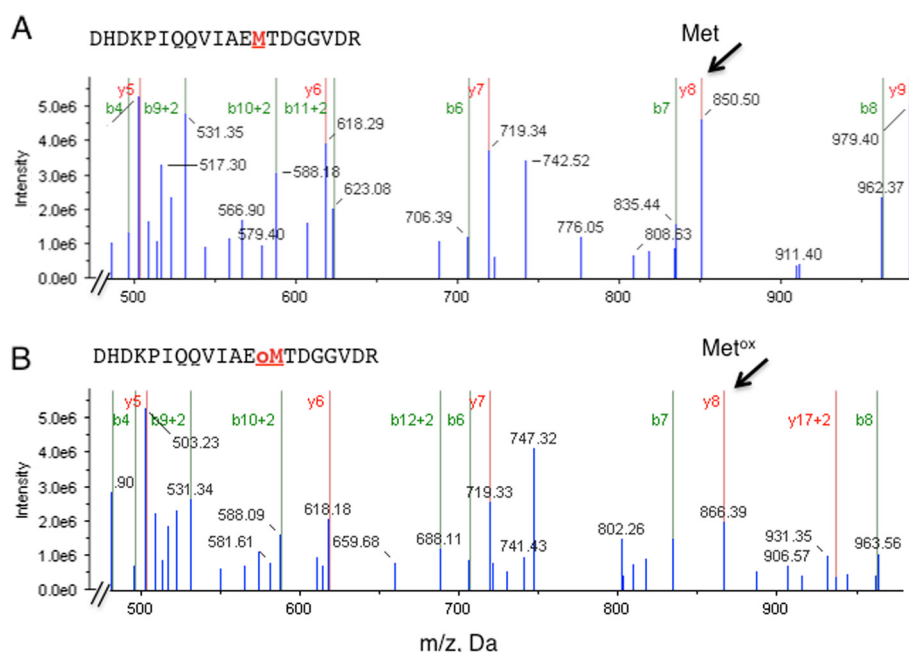 A
DHDKPIQQVIAEMTDGGVDR
Met
y5
y6
y7
y8
y9
b4
b9+2
b10+2
b11+2
b6
b7
b8
850.50
979.40
5.0e6
4.0e6
3.0e6
2.0e6
1.0e6
0.0e0
Intensity
531.35
517.30
588.18
618.29
623.08
719.34
742.52
566.90
579.40
706.39
776.05
835.44
808.63
911.40
962.37
500
600
700
800
900
B
DHDKPIQQVIAEoMTDGGVDR
Metox
y5
y6
y7
y8
y17+2
b4
b9+2
b10+2
b12+2
b6
b7
b8
5.0e6
4.0e6
3.0e6
2.0e6
1.0e6
0.0e0
Intensity
503.23
747.32
.90
531.34
719.33
588.09
618.18
866.39
581.61
659.68
688.11
741.43
802.26
931.35
906.57
963.56
500
600
700
800
900
m/z, Da